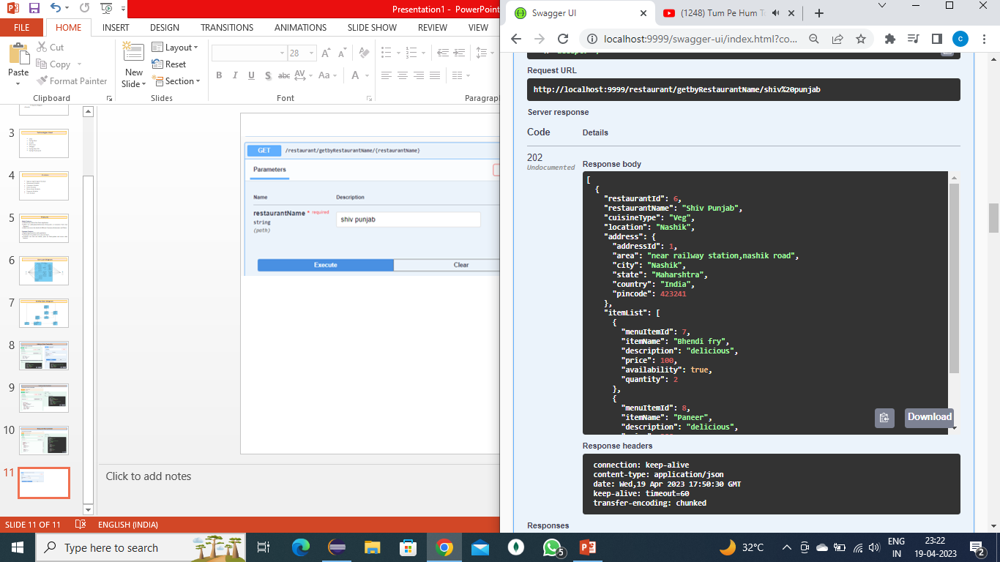 Presentation1 - PowerPoint
FILE
HOME
INSERT
DESIGN
TRANSITIONS
ANIMATIONS
SLIDE SHOW
REVIEW
VIEW
Paste
Cut
Copy
Format Painter
Clipboard
New
Slide
Layout
Reset
Section
Slides
28
B I U S abc AV Aa A
Font
Paragraph
3
4
5
6
7
8
9
10
11
GET /restaurant/getbyRestaurantName/{restaurantName}
Parameters
Name Description
restaurantName * required
string
(path)
shiv punjab
Execute Clear
Click to add notes
SLIDE 11 OF 11 ENGLISH (INDIA)
Swagger UI
(1248) Tum Pe Hum T
localhost:9999/swagger-ui/index.html?co...
c
Request URL
http://localhost:9999/restaurant/getbyRestaurantName/shiv%20punjab
Server response
Code Details
202
Undocumented
Response body
[
{
"restaurantId": 6,
"restaurantName": "Shiv Punjab",
"cuisineType": "Veg",
"location": "Nashik",
"address": {
"addressId": 1,
"area": "near railway station,nashik road",
"city": "Nashik",
"state": "Maharshtra",
"country": "India",
"pincode": 423241
},
"itemList": [
{
"menuItemId": 7,
"itemName": "Bhendi fry",
"description": "delicious",
"price": 100,
"availability": true,
"quantity": 2
},
{
"menuItemId": 8,
"itemName": "Paneer",
"description": "delicious",
Download
Response headers
connection: keep-alive
content-type: application/json
date: Wed,19 Apr 2023 17:50:30 GMT
keep-alive: timeout=60
transfer-encoding: chunked
Responses
Type here to search
5
32°C
ENG
IN
23:22
19-04-2023
2